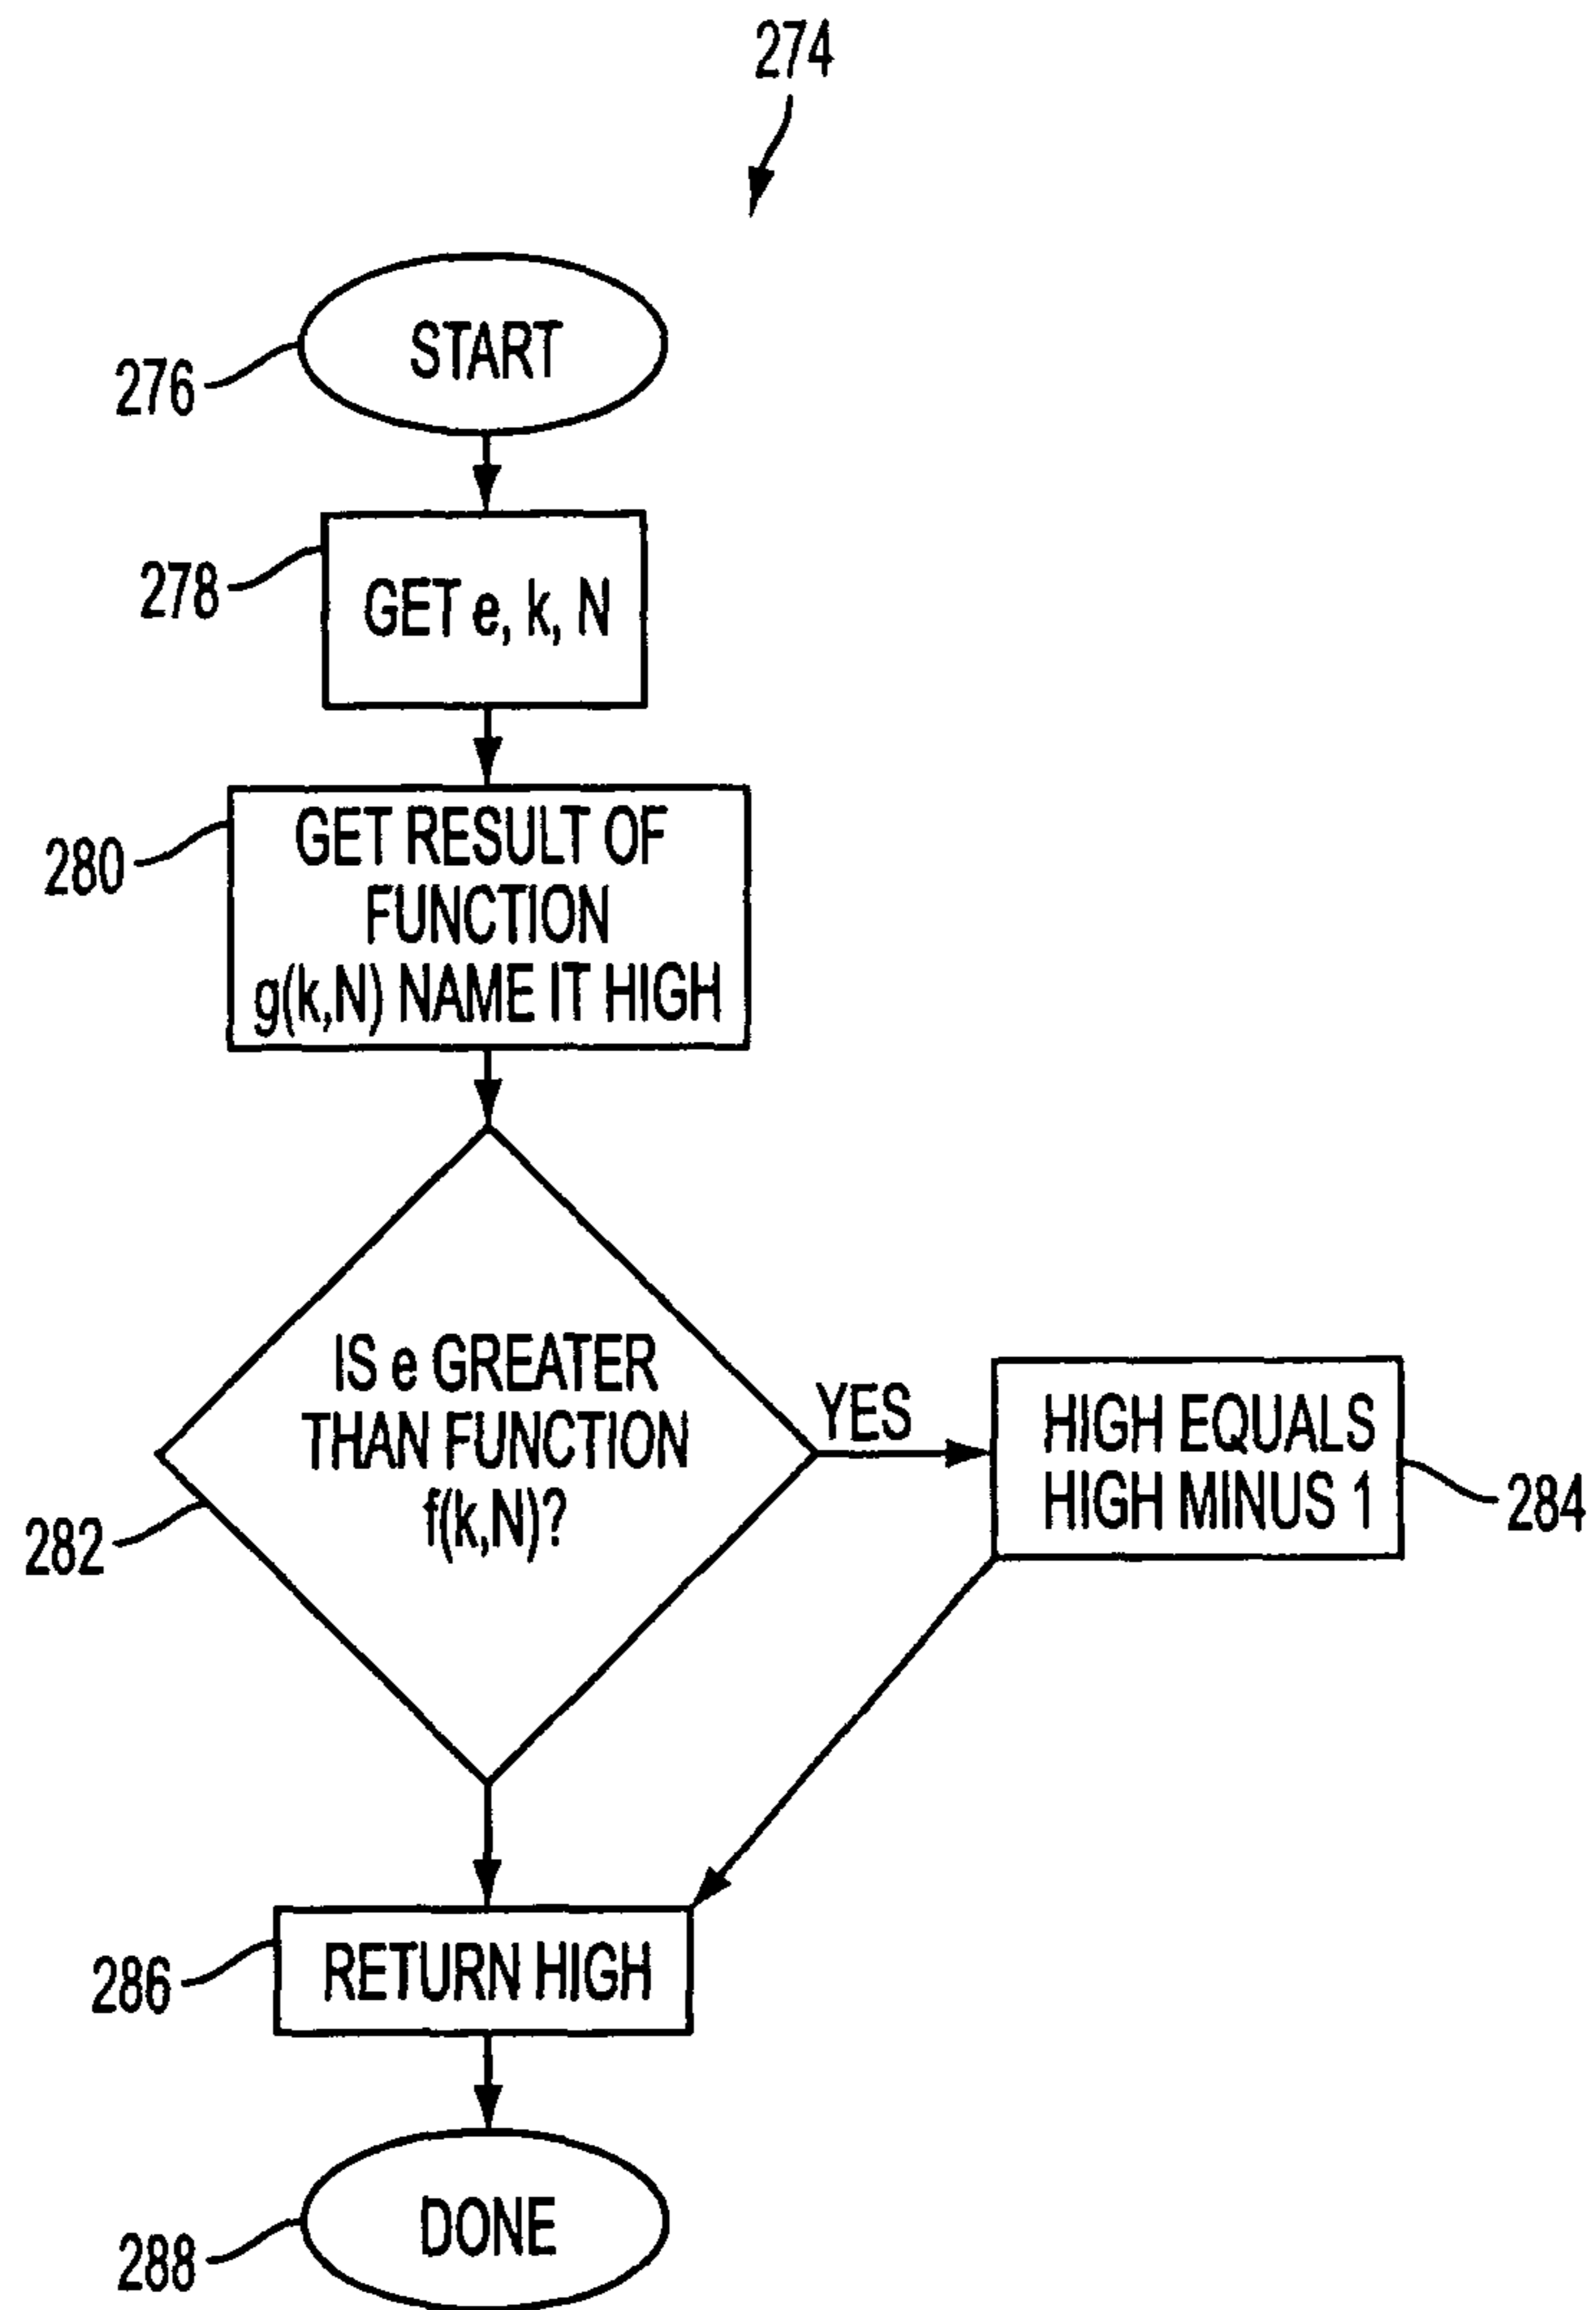 274
START
276
278
GET e, k, N
280
GET RESULT OF
FUNCTION
g(k,N) NAME IT HIGH
IS e GREATER
THAN FUNCTION
f(k,N)?
282
YES
HIGH EQUALS
HIGH MINUS 1
284
RETURN HIGH
286
DONE
288